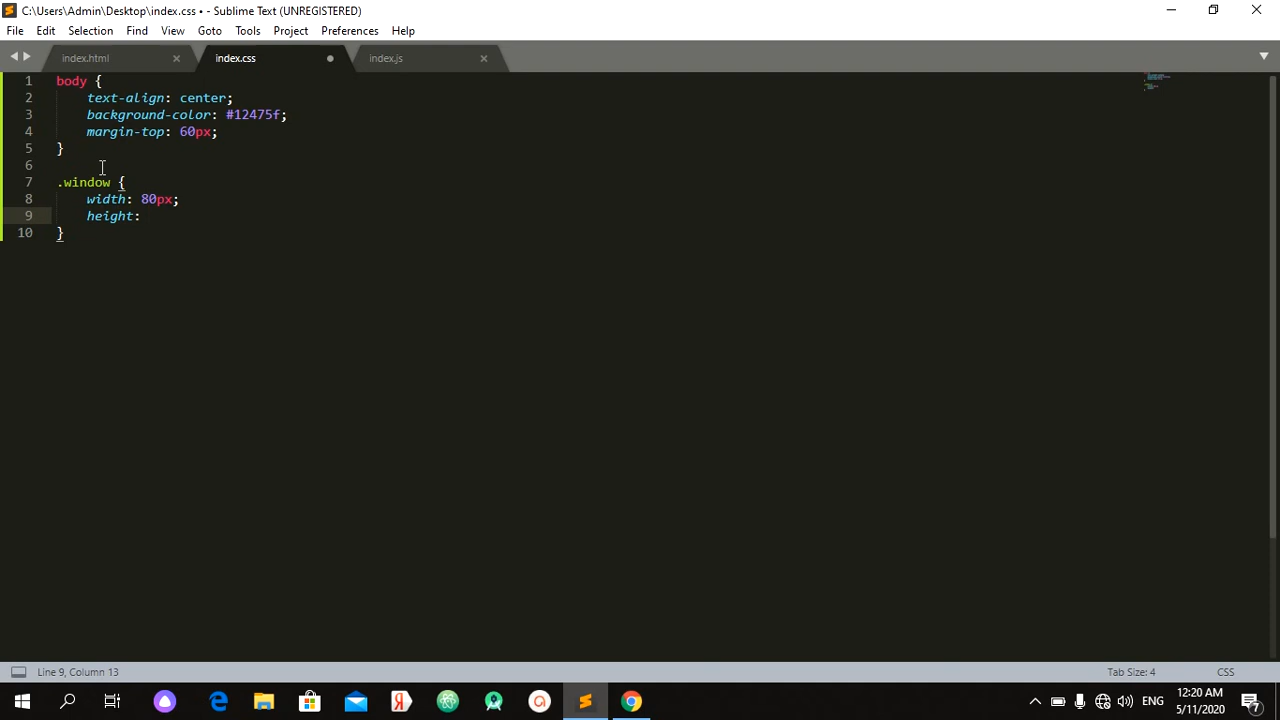 C:\Users\Admin\Desktop\index.css • - Sublime Text (UNREGISTERED)
File Edit Selection Find View Goto Tools Project Preferences Help
index.html index.css index.js
1 body {
2 text-align: center;
3 background-color: #12475f;
4 margin-top: 60px;
5 }
6
7 .window {
8 width: 80px;
9 height:
10 }
Line 9, Column 13 Tab Size: 4 CSS
Я a ENG 12:20 AM
5/11/2020 7